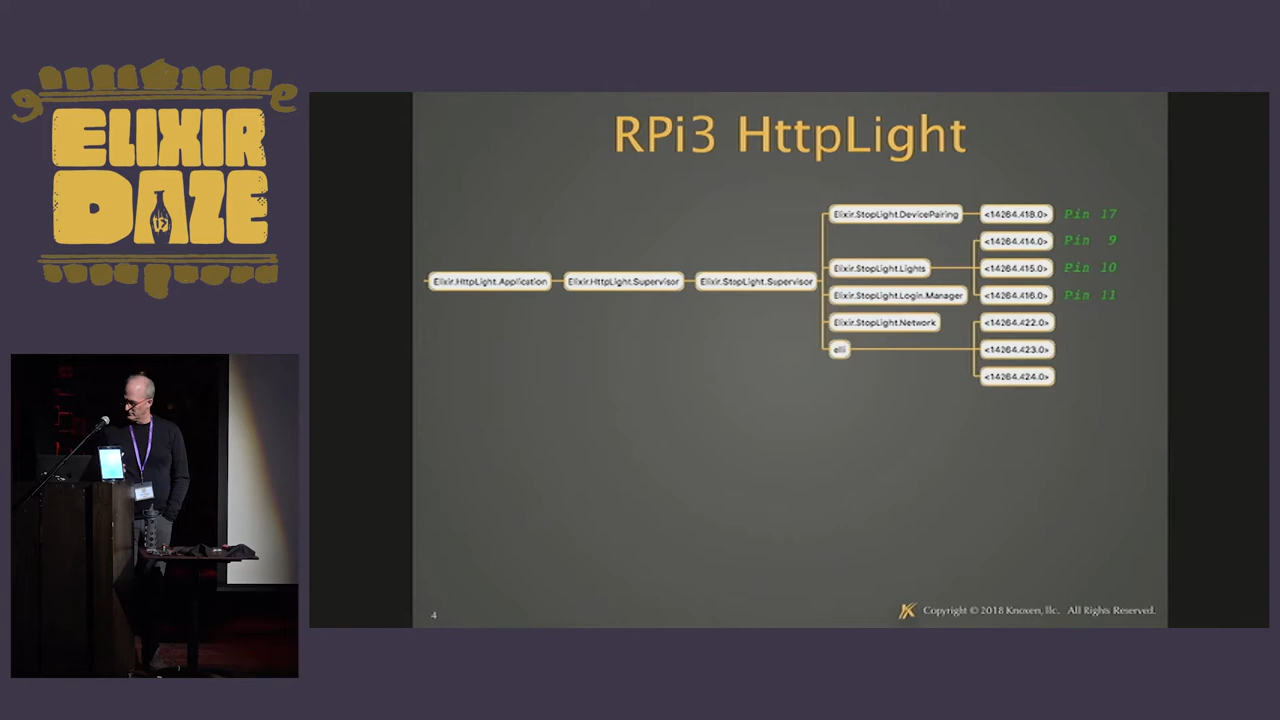 ELIXIR
DAZE
RPi3 HttpLight
Elixir.StopLight.DevicePairing <14264.418.0> Pin 17
<14264.414.0> Pin 9
Elixir.StopLight.Lights <14264.415.0> Pin 10
Elixir.HttpLight.Application Elixir.HttpLight.Supervisor Elixir.StopLight.Supervisor
Elixir.StopLight.Login.Manager <14264.416.0> Pin 11
Elixir.StopLight.Network <14264.422.0>
elli <14264.423.0>
<14264.424.0>
4
Copyright © 2018 Knoxen, llc. All Rights Reserved.